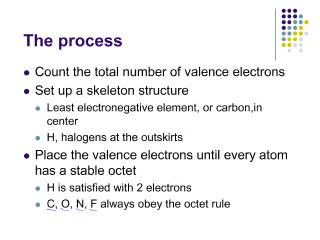 The process
Count the total number of valence electrons
Set up a skeleton structure
Least electronegative element, or carbon,in
center
H, halogens at the outskirts
Place the valence electrons until every atom
has a stable octet
H is satisfied with 2 electrons
C, O, N, F always obey the octet rule